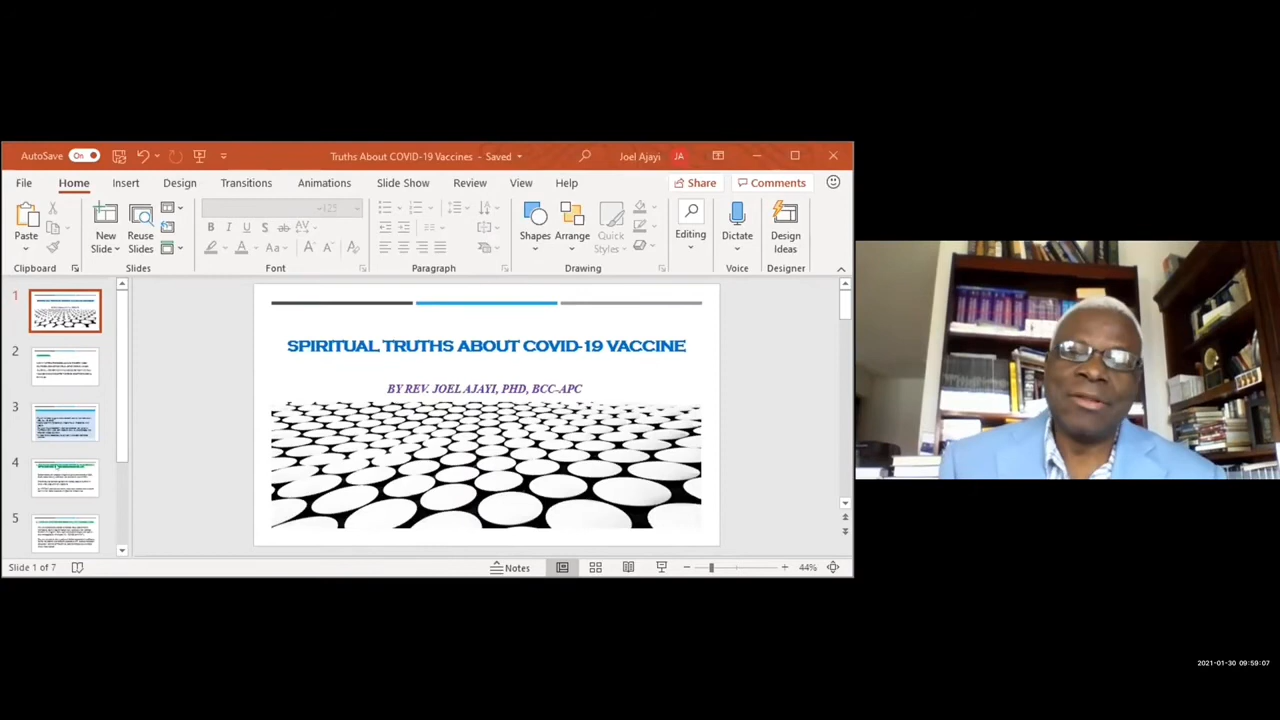 AutoSave On
Truths About COVID-19 Vaccines - Saved
Joel Ajayi JA
File Home Insert Design Transitions Animations Slide Show Review View Help
Share Comments
Paste
New Slide
Reuse Slides
Shapes
Arrange
Quick Styles
Editing
Dictate
Design Ideas
Clipboard Slides Font Paragraph Drawing Voice Designer
1
2
3
4
5
SPIRITUAL TRUTHS ABOUT COVID-19 VACCINE
BY REV. JOEL AJAYI, PHD, BCC-APC
Slide 1 of 7
Notes
44%
2021-01-30 09:59:07